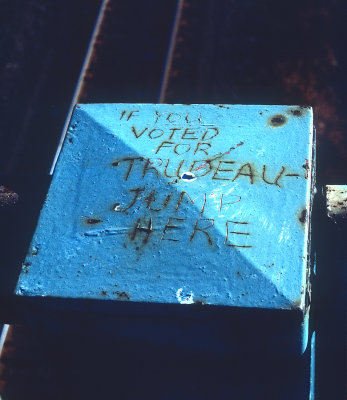 IF YOU
VOTED
FOR
TRUDEAU-
JUMP
HERE